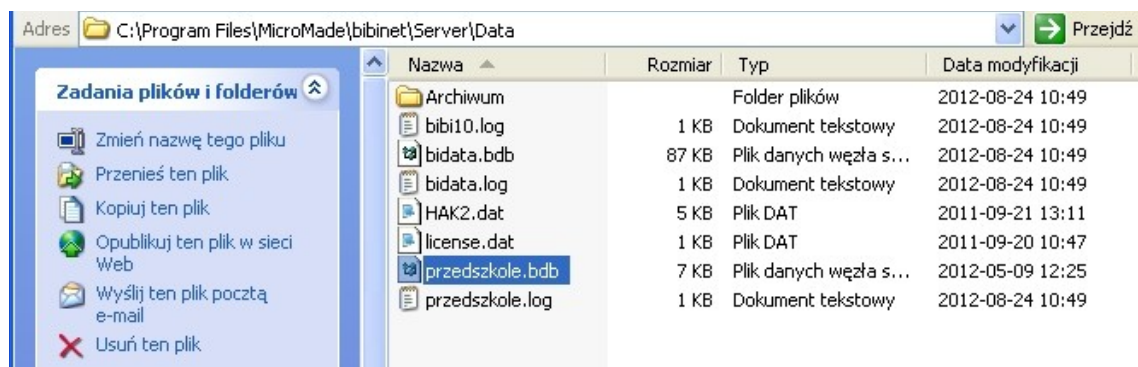 Adres C:\Program Files\MicroMade\bibinet\Server\Data Przejdź
Nazwa Rozmiar Typ Data modyfikacji
Zadania plików i folderów
Zmień nazwę tego pliku
Przenieś ten plik
Kopiuj ten plik
Opublikuj ten plik w sieci
Web
Wyślij ten plik pocztą
e-mail
Usuń ten plik
Archiwum Folder plików 2012-08-24 10:49
bibi10.log 1 KB Dokument tekstowy 2012-08-24 10:49
bidata.bdb 87 KB Plik danych węzła s... 2012-08-24 10:49
bidata.log 1 KB Dokument tekstowy 2012-08-24 10:49
HAK2.dat 5 KB Plik DAT 2011-09-21 13:11
license.dat 1 KB Plik DAT 2011-09-20 10:47
przedszkole.bdb 7 KB Plik danych węzła s... 2012-05-09 12:25
przedszkole.log 1 KB Dokument tekstowy 2012-08-24 10:49